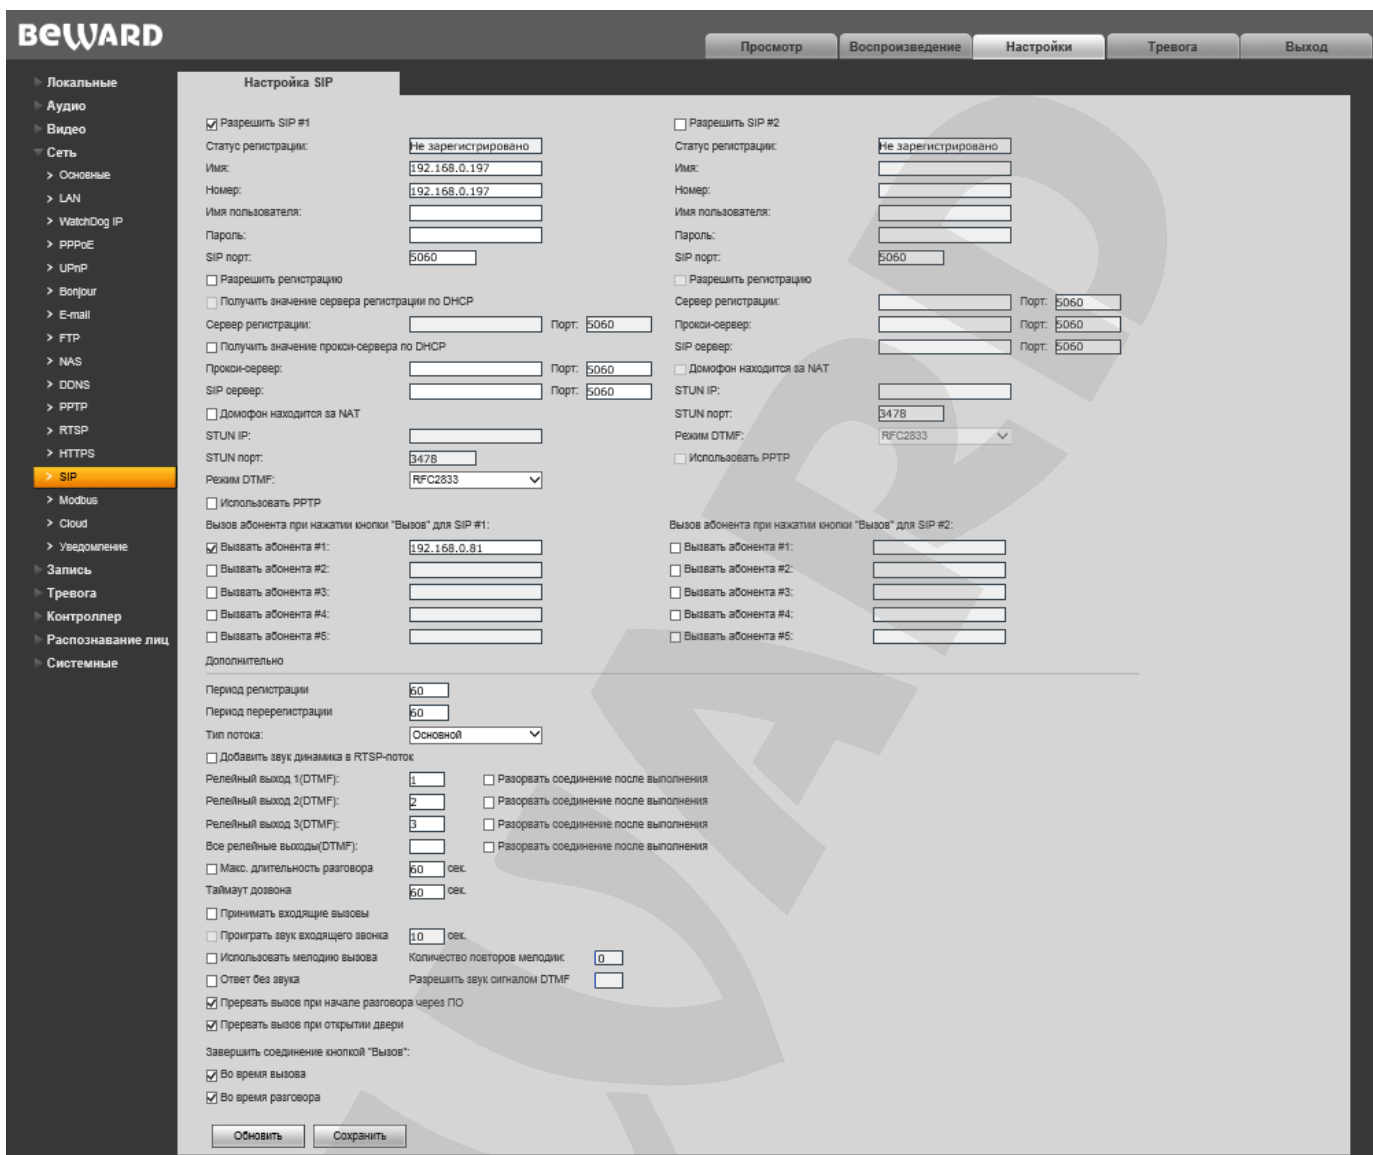 BEWARD
Просмотр
Воспроизведение
Настройки
Тревога
Выход
Локальные
Аудио
Видео
Сеть
Основные
LAN
WatchDog IP
PPPoE
UPnP
Bonjour
E-mail
FTP
NAS
DDNS
PPTP
RTSP
HTTPS
SIP
Modbus
Cloud
Уведомление
Запись
Тревога
Контроллер
Распознавание лиц
Системные
Настройка SIP
Разрешить SIP #1
Статус регистрации: Не зарегистрировано
Имя: 192.168.0.197
Номер: 192.168.0.197
Имя пользователя:
Пароль:
SIP порт: 5060
Разрешить регистрацию
Получить значение сервера регистрации по DHCP
Сервер регистрации: Порт: 5060
Получить значение прокси-сервера по DHCP
Прокси-сервер: Порт: 5060
SIP сервер: Порт: 5060
Домофон находится за NAT
STUN IP:
STUN порт: 3478
Режим DTMF: RFC2833
Использовать PPTP
Разрешить SIP #2
Статус регистрации: Не зарегистрировано
Имя:
Номер:
Имя пользователя:
Пароль:
SIP порт: 5060
Разрешить регистрацию
Сервер регистрации: Порт: 5060
Прокси-сервер: Порт: 5060
SIP сервер: Порт: 5060
Домофон находится за NAT
STUN IP:
STUN порт: 3478
Режим DTMF: RFC2833
Использовать PPTP
Вызов абонента при нажатии кнопки "Вызов" для SIP #1:
Вызвать абонента #1: 192.168.0.81
Вызвать абонента #2:
Вызвать абонента #3:
Вызвать абонента #4:
Вызвать абонента #5:
Вызов абонента при нажатии кнопки "Вызов" для SIP #2:
Вызвать абонента #1:
Вызвать абонента #2:
Вызвать абонента #3:
Вызвать абонента #4:
Вызвать абонента #5:
Дополнительно
Период регистрации 60
Период перерегистрации 60
Тип потока: Основной
Добавить звук динамика в RTSP-поток
Релейный выход 1(DTMF): 1 Разорвать соединение после выполнения
Релейный выход 2(DTMF): 2 Разорвать соединение после выполнения
Релейный выход 3(DTMF): 3 Разорвать соединение после выполнения
Все релейные выходы(DTMF): Разорвать соединение после выполнения
Макс. длительность разговора 60 сек.
Таймаут дозвона 60 сек.
Принимать входящие вызовы
Проиграть звук входящего звонка 10 сек.
Использовать мелодию вызова Количество повторов мелодии: 0
Ответ без звука Разрешить звук сигналом DTMF
Прервать вызов при начале разговора через ПО
Прервать вызов при открытии двери
Завершить соединение кнопкой "Вызов":
Во время вызова
Во время разговора
Обновить
Сохранить